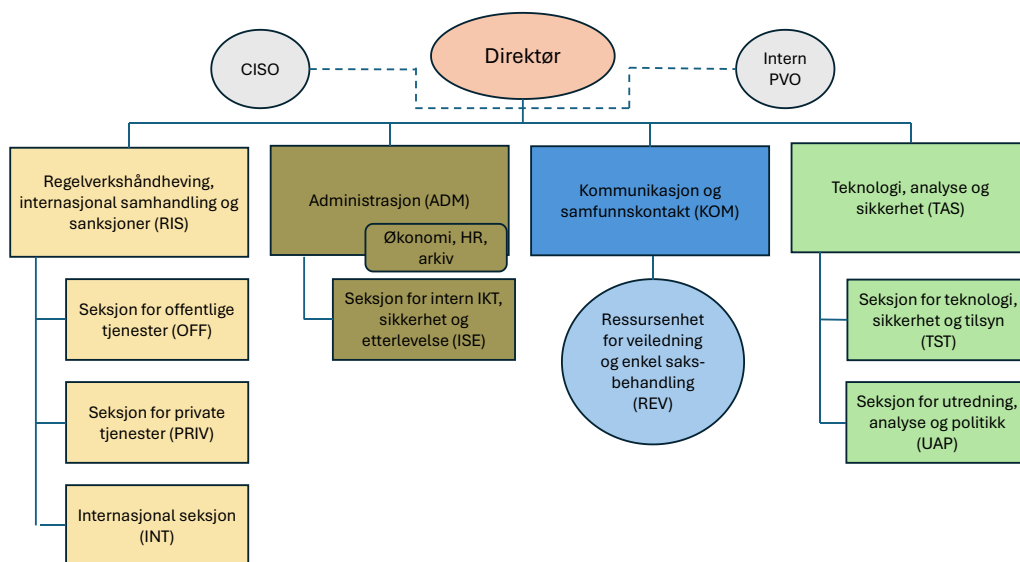 Direktør
CISO
Intern
PVO
Regelverkshåndheving,
internasjonal samhandling og
sanksjoner (RIS)
Administrasjon (ADM)
Økonomi, HR,
arkiv
Kommunikasjon og
samfunnskontakt (KOM)
Teknologi, analyse og
sikkerhet (TAS)
Seksjon for offentlige
tjenester (OFF)
Seksjon for private
tjenester (PRIV)
Internasjonal seksjon
(INT)
Seksjon for intern IKT,
sikkerhet og
etterlevelse (ISE)
Ressursenhet
for veiledning
og enkel saks-
behandling
(REV)
Seksjon for teknologi,
sikkerhet og tilsyn
(TST)
Seksjon for utredning,
analyse og politikk
(UAP)